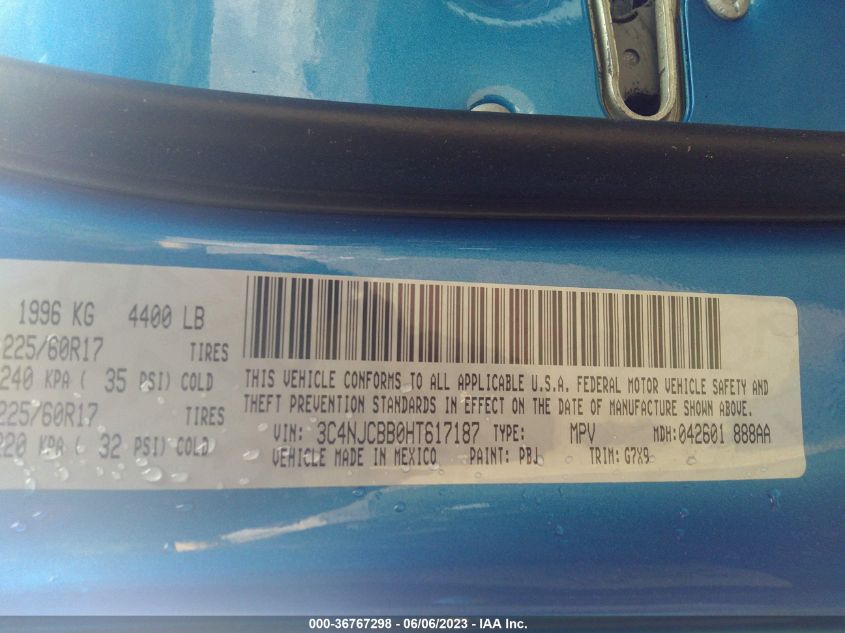 1996 KG 4400 LB
225/60R17 TIRES
240 KPA ( 35 PSI) COLD
225/60R17 TIRES
220 KPA ( 32 PSI) COLD
THIS VEHICLE CONFORMS TO ALL APPLICABLE U.S.A. FEDERAL MOTOR VEHICLE SAFETY AND
THEFT PREVENTION STANDARDS IN EFFECT ON THE DATE OF MANUFACTURE SHOWN ABOVE.
VIN: 3C4NJCBB0HT617187 TYPE: MPV MDH: 042601 888AA
VEHICLE MADE IN MEXICO PAINT: PBJ TRIM: G7X9
000-36767298 - 06/06/2023 - IAA Inc.